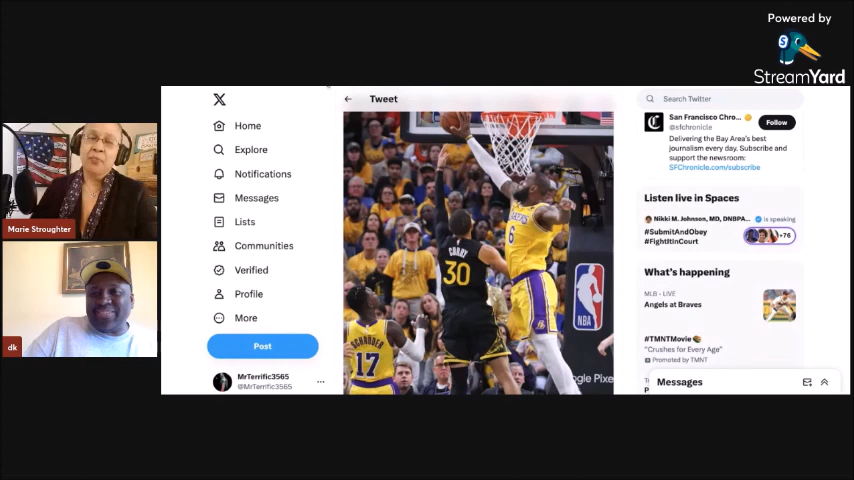 Powered by
StreamYard
Marie Stroughter
dk
Home
Explore
Notifications
Messages
Lists
Communities
Verified
Profile
More
Post
MrTerrific3565
@MrTerrific3565
Tweet
LAKERS
6
CURRY
30
SCHRÖDER
17
NBA
Search Twitter
San Francisco Chro...
@sfchronicle
Follow
Delivering the Bay Area's best
journalism every day. Subscribe and
support the newsroom:
SFChronicle.com/subscribe
Listen live in Spaces
Nikki M. Johnson, MD, DNBPA... is speaking
#SubmitAndObey
#FightItInCourt
+76
What's happening
MLB · LIVE
Angels at Braves
#TMNTMovie
"Crushes for Every Age"
Promoted by TMNT
Messages